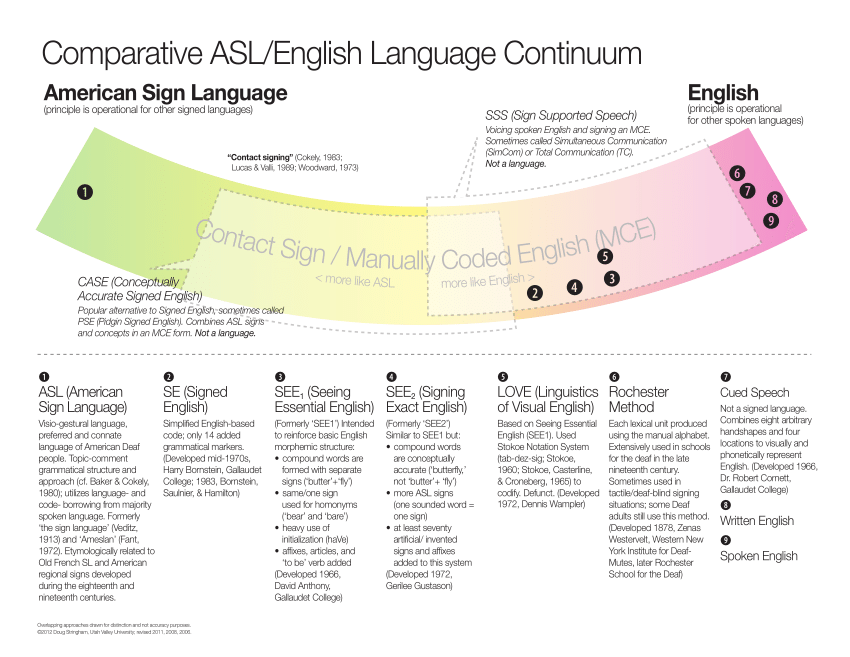 Comparative ASL/English Language Continuum
American Sign Language
(principle is operational for other signed languages)
English
(principle is operational
for other spoken languages)
SSS (Sign Supported Speech)
Voicing spoken English and signing an MCE.
Sometimes called Simultaneous Communication
(SimCom) or Total Communication (TC).
Not a language.
"Contact signing" (Cokely, 1983;
Lucas & Valli, 1989; Woodward, 1973)
1
6
7
8
9
Contact Sign / Manually Coded English (MCE)
< more like ASL
more like English >
5
3
4
2
CASE (Conceptually
Accurate Signed English)
Popular alternative to Signed English, sometimes called
PSE (Pidgin Signed English). Combines ASL signs
and concepts in an MCE form. Not a language.
1
ASL (American
Sign Language)
Visio-gestural language,
preferred and connate
language of American Deaf
people. Topic-comment
grammatical structure and
approach (cf. Baker & Cokely,
1980); utilizes language- and
code- borrowing from majority
spoken language. Formerly
'the sign language' (Veditz,
1913) and 'Ameslan' (Fant,
1972). Etymologically related to
Old French SL and American
regional signs developed
during the eighteenth and
nineteenth centuries.
2
SE (Signed
English)
Simplified English-based
code; only 14 added
grammatical markers.
(Developed mid-1970s,
Harry Bornstein, Gallaudet
College; 1983, Bornstein,
Saulnier, & Hamilton)
3
SEE₁ (Seeing
Essential English)
(Formerly 'SEE1') Intended
to reinforce basic English
morphemic structure:
• compound words are
formed with separate
signs ('butter'+ 'fly')
• same/one sign
used for homonyms
('bear' and 'bare')
• heavy use of
initialization (haVe)
• affixes, articles, and
'to be' verb added
(Developed 1966,
David Anthony,
Gallaudet College)
4
SEE₂ (Signing
Exact English)
(Formerly 'SEE2')
Similar to SEE1 but:
• compound words
are conceptually
accurate ('butterfly,'
not 'butter'+ 'fly')
• more ASL signs
(one sounded word =
one sign)
• at least seventy
artificial/ invented
signs and affixes
added to this system
(Developed 1972,
Gerilee Gustason)
5
LOVE (Linguistics
of Visual English)
Based on Seeing Essential
English (SEE1). Used
Stokoe Notation System
(tab-dez-sig; Stokoe,
1960; Stokoe, Casterline,
& Croneberg, 1965) to
codify. Defunct. (Developed
1972, Dennis Wampler)
6
Rochester
Method
Each lexical unit produced
using the manual alphabet.
Extensively used in schools
for the deaf in the late
nineteenth century.
Sometimes used in
tactile/deaf-blind signing
situations; some Deaf
adults still use this method.
(Developed 1878, Zenas
Westervelt, Western New
York Institute for Deaf-
Mutes, later Rochester
School for the Deaf)
7
Cued Speech
Not a signed language.
Combines eight arbitrary
handshapes and four
locations to visually and
phonetically represent
English. (Developed 1966,
Dr. Robert Cornett,
Gallaudet College)
8
Written English
9
Spoken English
Overlapping approaches drawn for distinction and not accuracy purposes.
©2012 Doug Stringham, Utah Valley University; revised 2011, 2008, 2006.